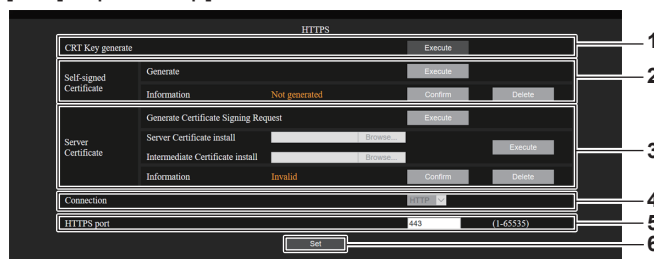 HTTPS
CRT Key generate Execute 1
Self-signed Certificate Generate Execute 2
Information Not generated Confirm Delete
Server Certificate Generate Certificate Signing Request Execute
Server Certificate install Browse... Execute 3
Intermediate Certificate install Browse...
Information Invalid Confirm Delete
Connection HTTP 4
HTTPS port 443 (1-65535) 5
Set 6